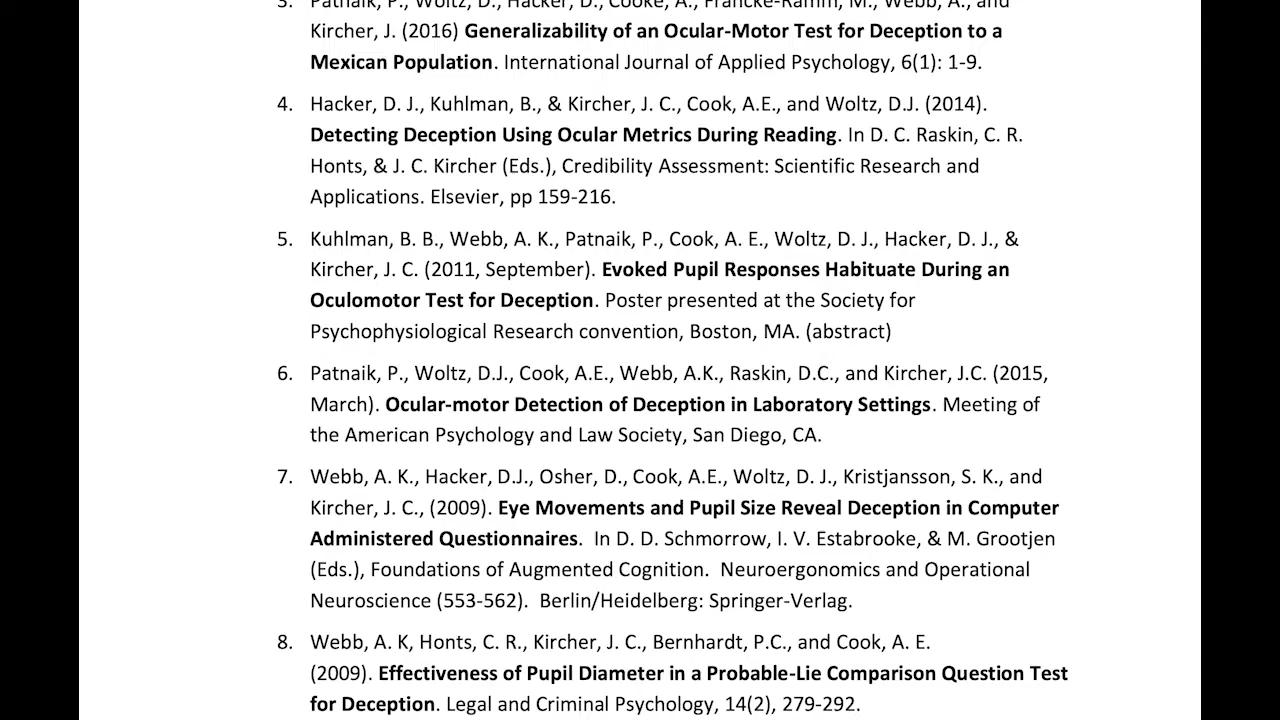 3. Patnaik, P., Woltz, D., Hacker, D., Cooke, A., Francke-Ramm, M., Webb, A., and
Kircher, J. (2016) Generalizability of an Ocular-Motor Test for Deception to a
Mexican Population. International Journal of Applied Psychology, 6(1): 1-9.
4. Hacker, D. J., Kuhlman, B., & Kircher, J. C., Cook, A.E., and Woltz, D.J. (2014).
Detecting Deception Using Ocular Metrics During Reading. In D. C. Raskin, C. R.
Honts, & J. C. Kircher (Eds.), Credibility Assessment: Scientific Research and
Applications. Elsevier, pp 159-216.
5. Kuhlman, B. B., Webb, A. K., Patnaik, P., Cook, A. E., Woltz, D. J., Hacker, D. J., &
Kircher, J. C. (2011, September). Evoked Pupil Responses Habituate During an
Oculomotor Test for Deception. Poster presented at the Society for
Psychophysiological Research convention, Boston, MA. (abstract)
6. Patnaik, P., Woltz, D.J., Cook, A.E., Webb, A.K., Raskin, D.C., and Kircher, J.C. (2015,
March). Ocular-motor Detection of Deception in Laboratory Settings. Meeting of
the American Psychology and Law Society, San Diego, CA.
7. Webb, A. K., Hacker, D.J., Osher, D., Cook, A.E., Woltz, D. J., Kristjansson, S. K., and
Kircher, J. C., (2009). Eye Movements and Pupil Size Reveal Deception in Computer
Administered Questionnaires. In D. D. Schmorrow, I. V. Estabrooke, & M. Grootjen
(Eds.), Foundations of Augmented Cognition. Neuroergonomics and Operational
Neuroscience (553-562). Berlin/Heidelberg: Springer-Verlag.
8. Webb, A. K, Honts, C. R., Kircher, J. C., Bernhardt, P.C., and Cook, A. E.
(2009). Effectiveness of Pupil Diameter in a Probable-Lie Comparison Question Test
for Deception. Legal and Criminal Psychology, 14(2), 279-292.